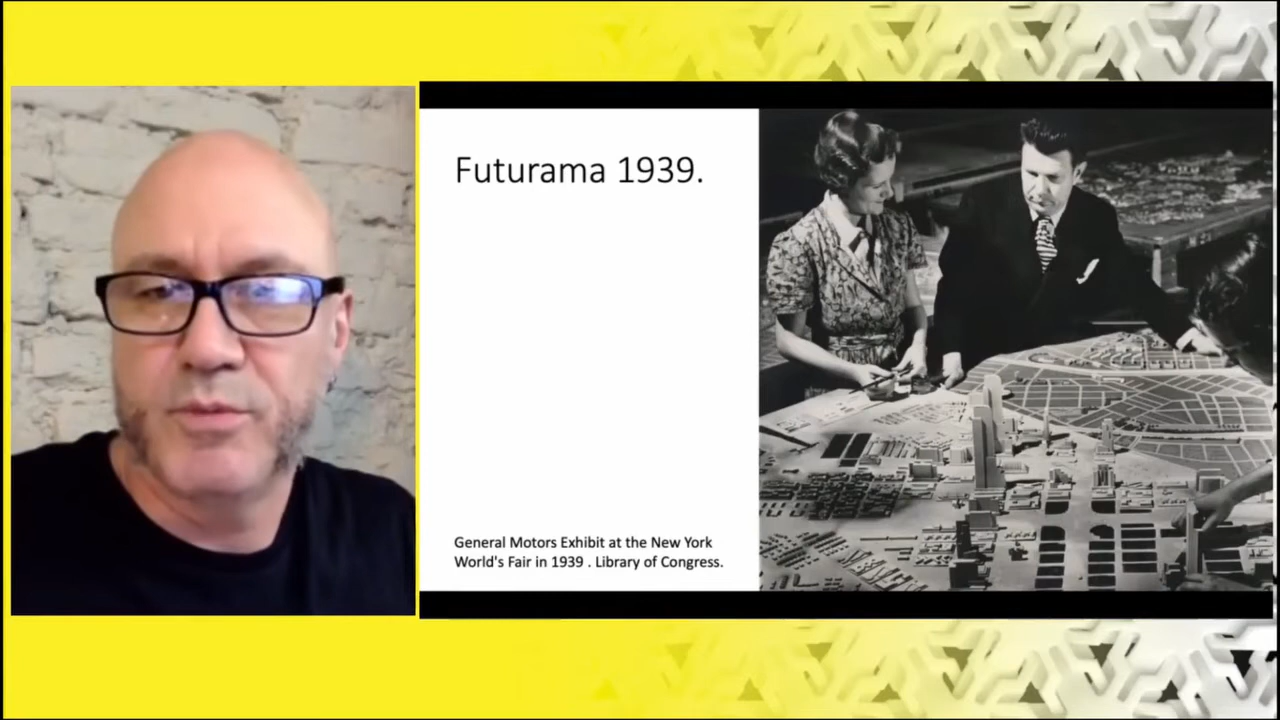 Futurama 1939.
General Motors Exhibit at the New York
World's Fair in 1939 . Library of Congress.